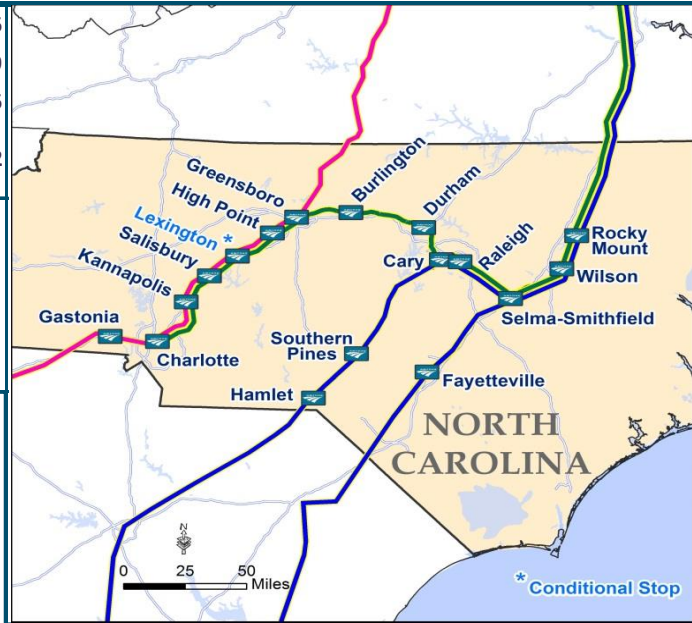 Greensboro
High Point
Lexington *
Salisbury
Kannapolis
Gastonia
Charlotte
Burlington
Durham
Cary
Raleigh
Rocky
Mount
Wilson
Selma-Smithfield
Southern
Pines
Fayetteville
Hamlet
NORTH
CAROLINA
N
0 25 50
Miles
* Conditional Stop